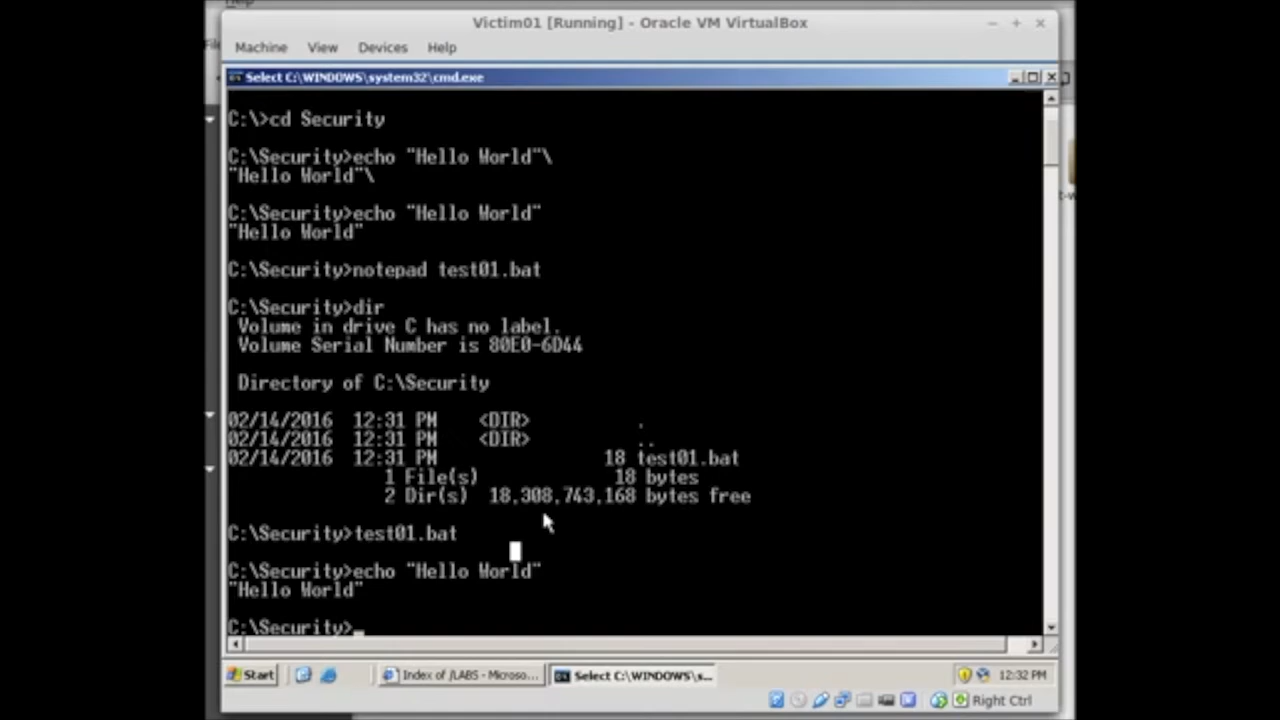 Help
Victim01 [Running] - Oracle VM VirtualBox
Machine View Devices Help
Select C:\WINDOWS\system32\cmd.exe
C:\>cd Security
C:\Security>echo "Hello World"\
"Hello World"\
C:\Security>echo "Hello World"
"Hello World"
C:\Security>notepad test01.bat
C:\Security>dir
Volume in drive C has no label.
Volume Serial Number is 80E0-6D44
Directory of C:\Security
02/14/2016 12:31 PM <DIR> .
02/14/2016 12:31 PM <DIR> ..
02/14/2016 12:31 PM 18 test01.bat
1 File(s) 18 bytes
2 Dir(s) 18,308,743,168 bytes free
C:\Security>test01.bat
C:\Security>echo "Hello World"
"Hello World"
C:\Security>_
Start Index of /LABS - Microso... Select C:\WINDOWS\s... 12:32 PM
Right Ctrl